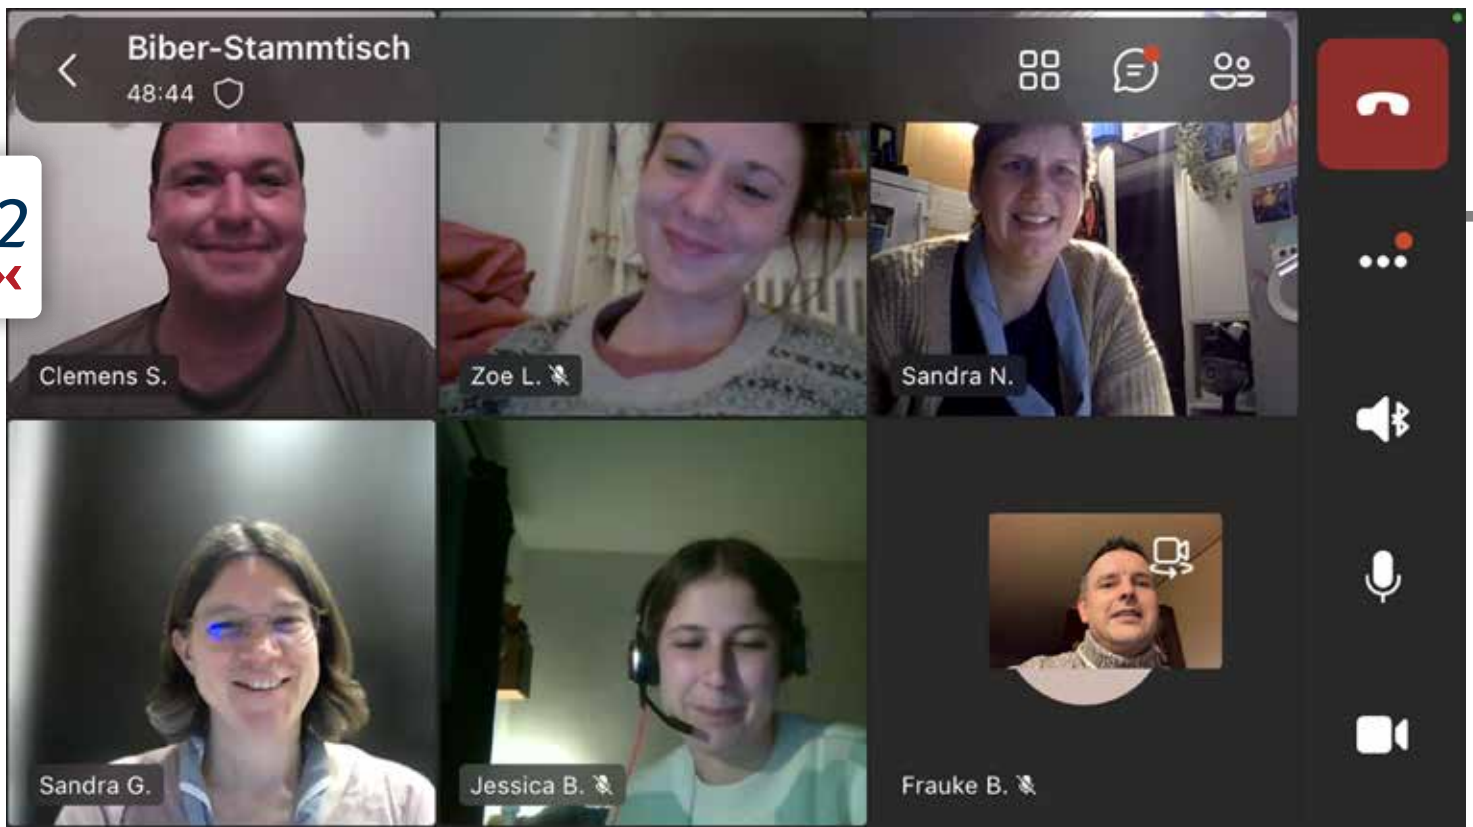 Biber-Stammtisch
48:44
2
Clemens S.
Zoe L.
Sandra N.
Sandra G.
Jessica B.
Frauke B.